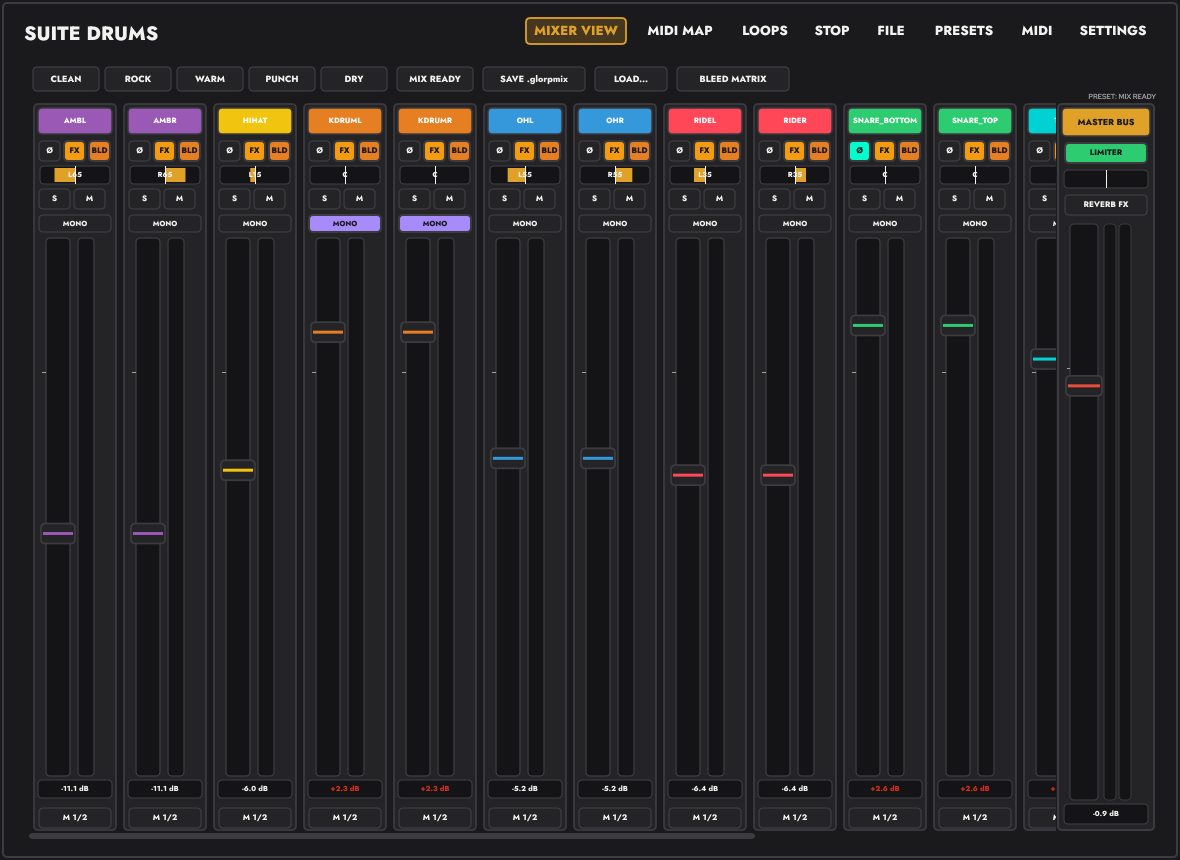 SUITE DRUMS MIXER VIEW MIDI MAP LOOPS STOP FILE PRESETS MIDI SETTINGS
CLEAN ROCK WARM PUNCH DRY MIX READY SAVE .glorpmix LOAD... BLEED MATRIX
PRESET: MIX READY
AMBL AMBR HIHAT KDRUML KDRUMR OHL OHR RIDEL RIDER SNARE_BOTTOM SNARE_TOP MASTER BUS
Ø FX BLD Ø FX BLD Ø FX BLD Ø FX BLD Ø FX BLD Ø FX BLD Ø FX BLD Ø FX BLD Ø FX BLD Ø FX BLD Ø FX BLD Ø LIMITER
L65 R65 L15 C C L55 R55 L35 R35 C C
S M S M S M S M S M S M S M S M S M S M S M S REVERB FX
MONO MONO MONO MONO MONO MONO MONO MONO MONO MONO MONO
-11.1 dB -11.1 dB -6.0 dB +2.3 dB +2.3 dB -5.2 dB -5.2 dB -6.4 dB -6.4 dB +2.6 dB +2.6 dB
M 1/2 M 1/2 M 1/2 M 1/2 M 1/2 M 1/2 M 1/2 M 1/2 M 1/2 M 1/2 M 1/2 -0.9 dB